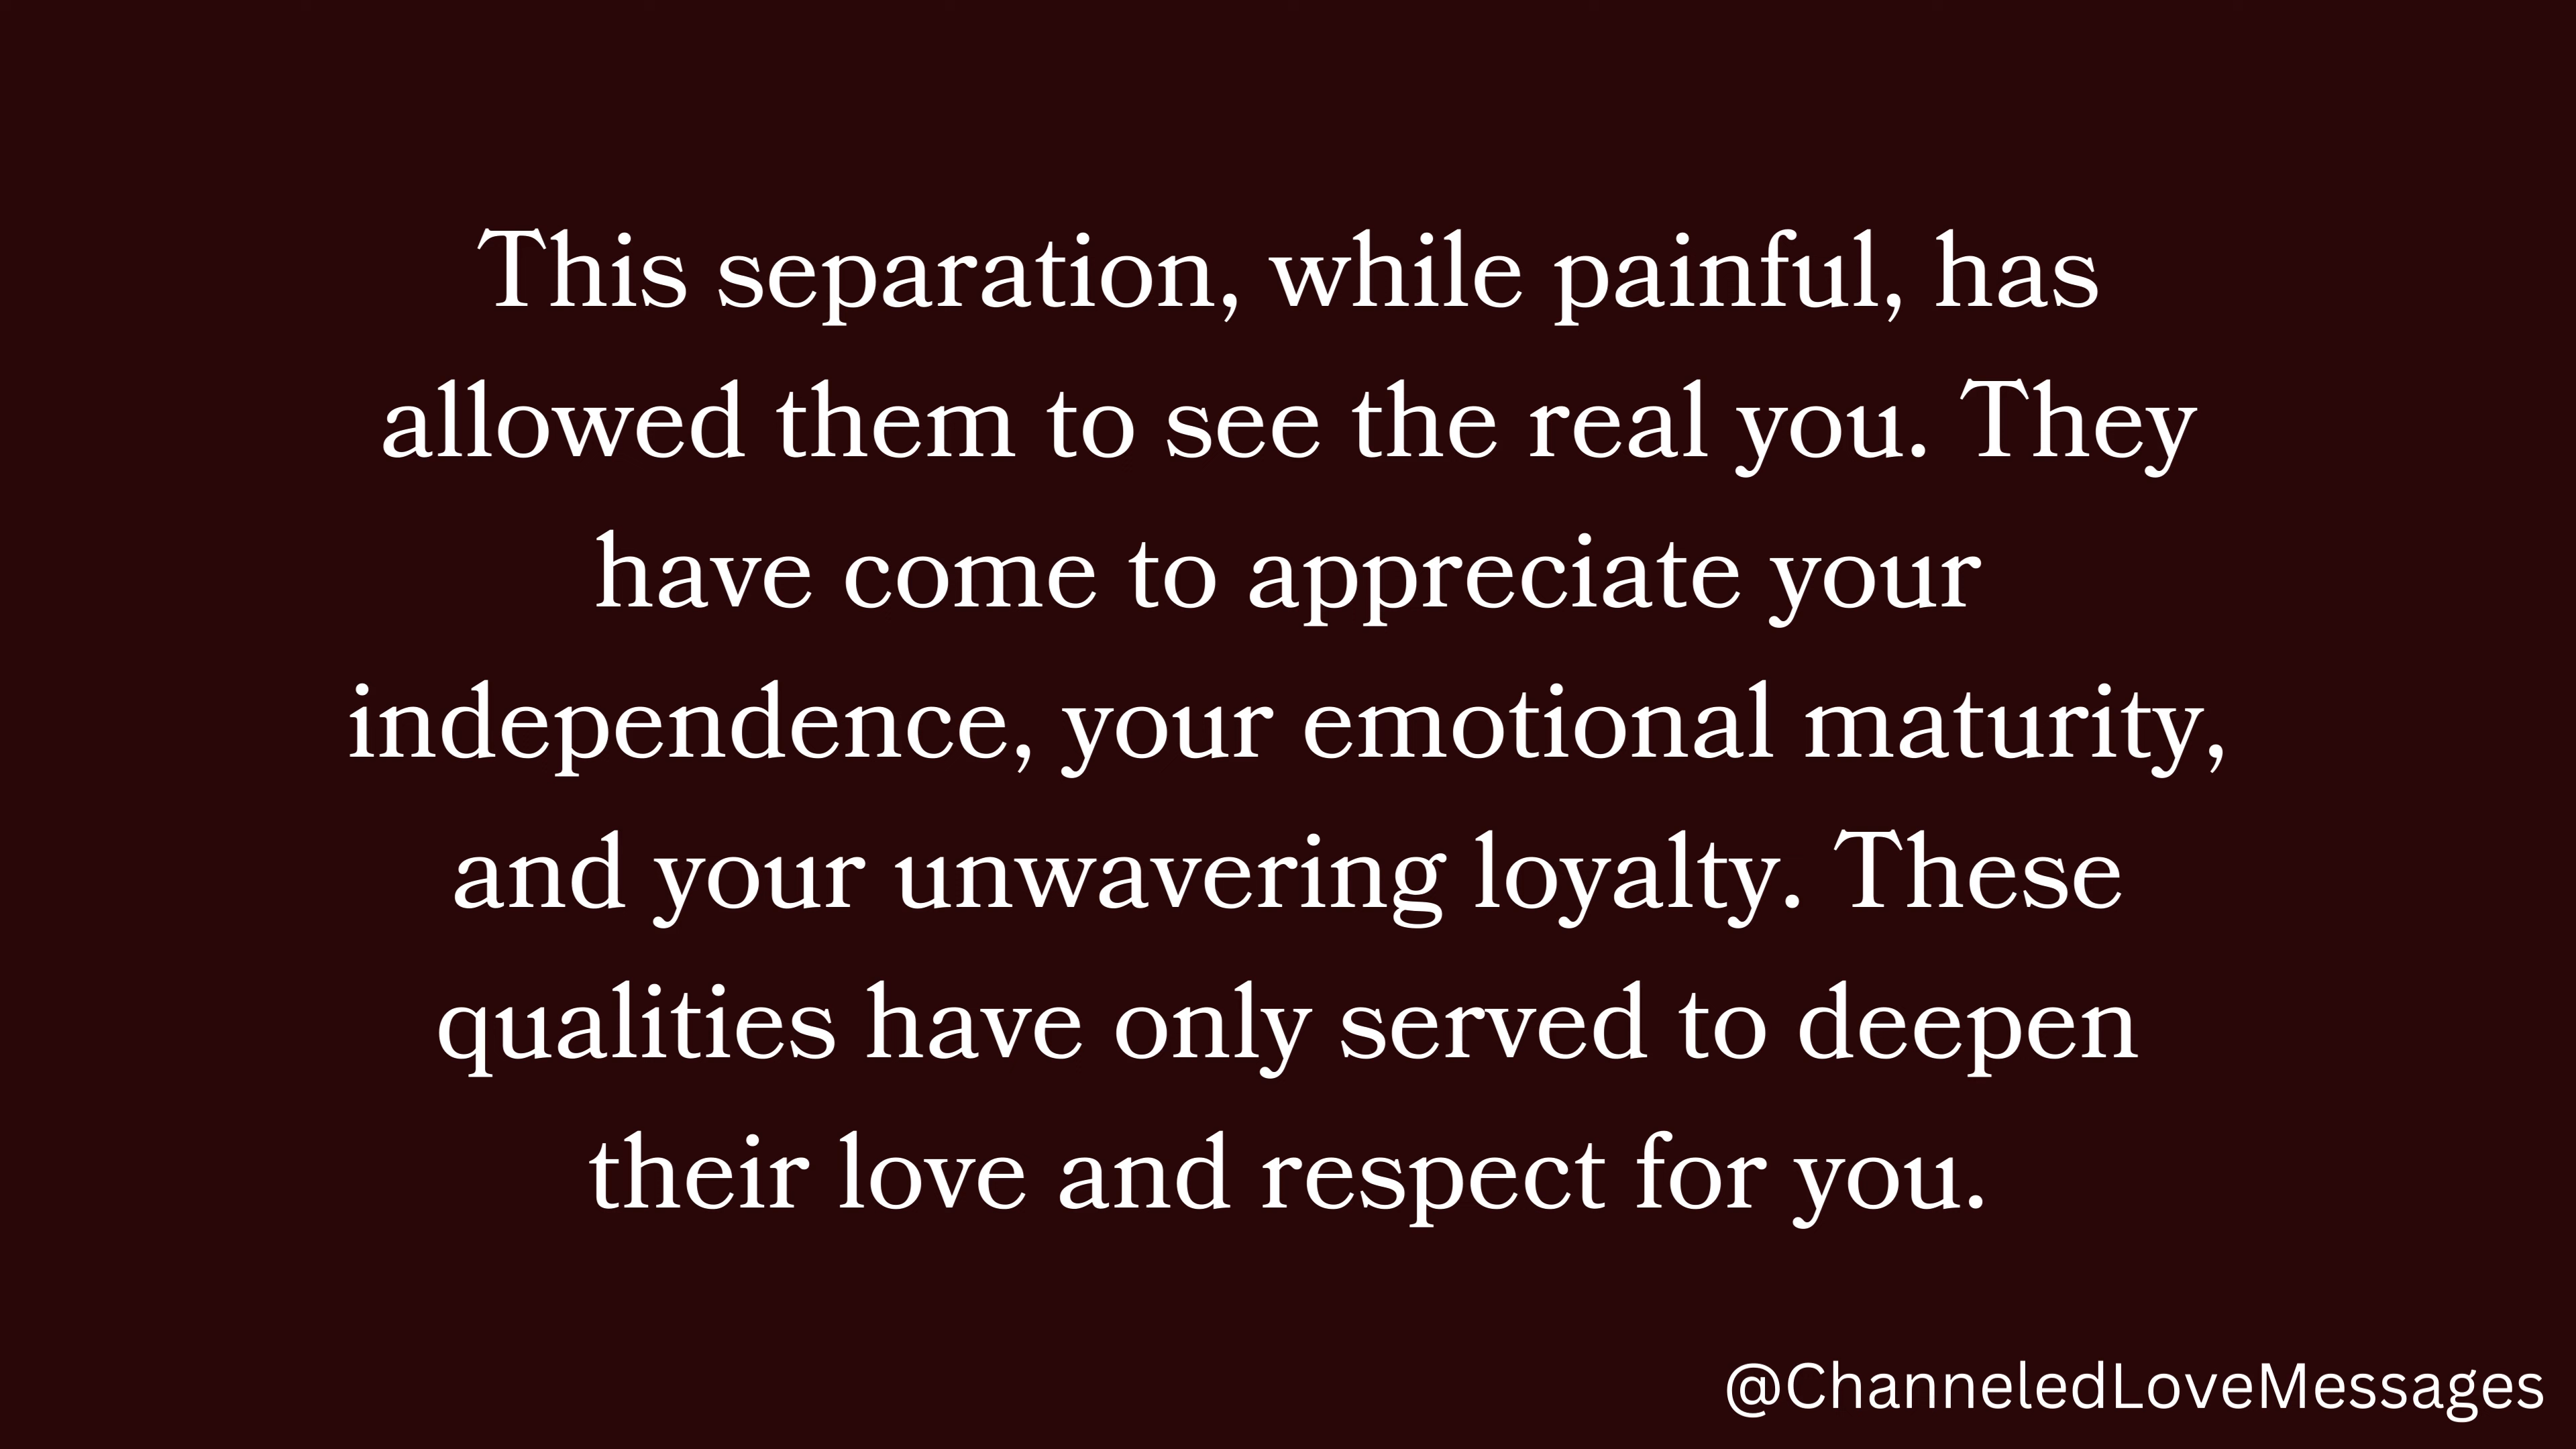 This separation, while painful, has
allowed them to see the real you. They
have come to appreciate your
independence, your emotional maturity,
and your unwavering loyalty. These
qualities have only served to deepen
their love and respect for you.
@ChanneledLoveMessages